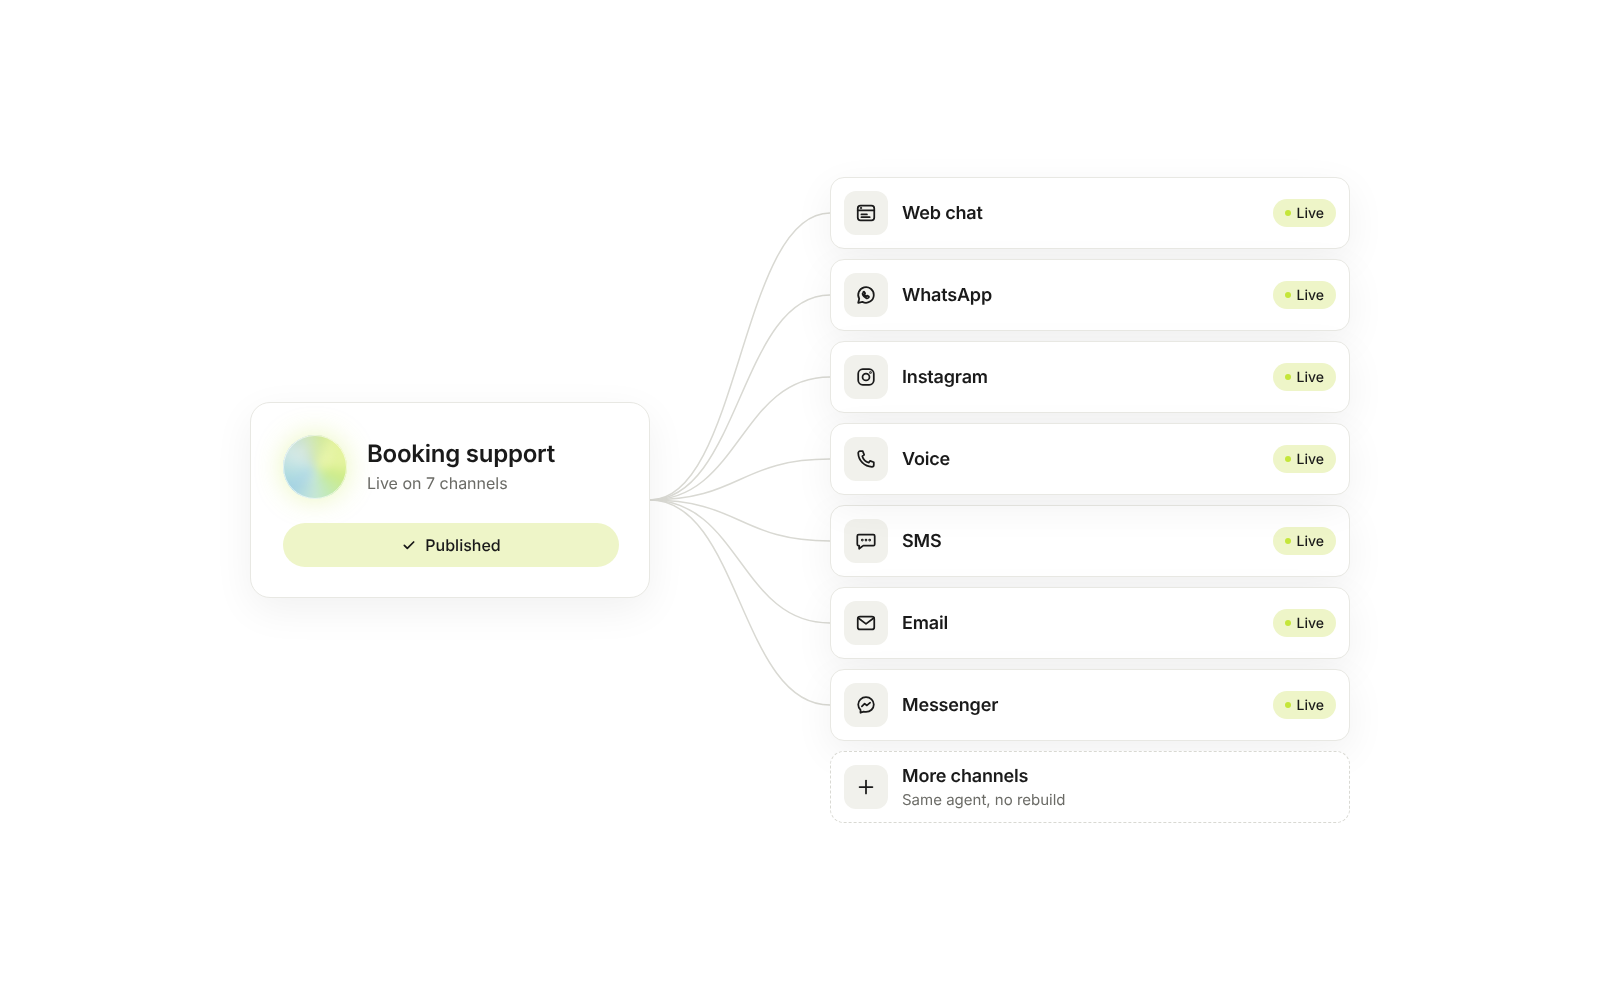 Booking support
Live on 7 channels
Published
Web chat
Live
WhatsApp
Live
Instagram
Live
Voice
Live
SMS
Live
Email
Live
Messenger
Live
More channels
Same agent, no rebuild